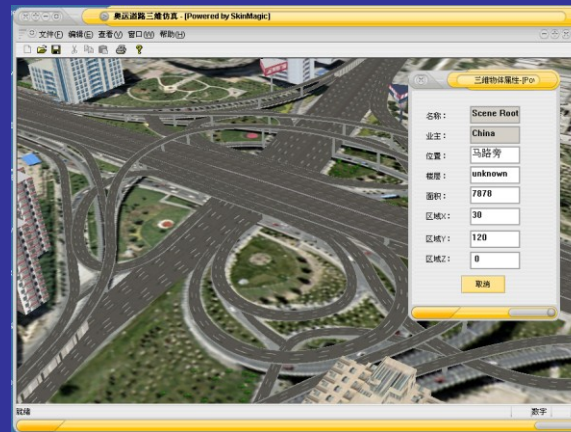 奥运道路三维仿真 - [Powered by SkinMagic]
文件(F) 编辑(E) 查看(V) 窗口(W) 帮助(H)
三维物体属性-[Po
名称： Scene Root
业主： China
位置： 马路旁
楼层： unknown
面积： 7878
区域X： 30
区域Y： 120
区域Z： 0
取消
就绪
数字